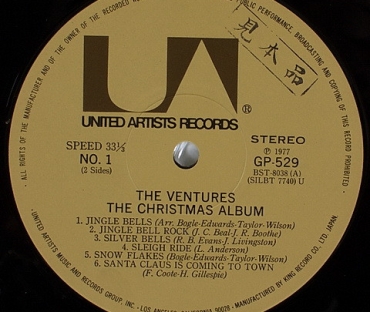 見本品
UA
®
UNITED ARTISTS RECORDS
SPEED 33⅓
NO. 1
(2 Sides)
STEREO
Ⓟ 1977
GP-529
BST-8038 (A)
(SILBT 7740) U
THE VENTURES
THE CHRISTMAS ALBUM
1. JINGLE BELLS (Arr. Bogle-Edwards-Taylor-Wilson)
2. JINGLE BELL ROCK (J. C. Beal-J. R. Boothe)
3. SILVER BELLS (R. B. Evans-J. Livingston)
4. SLEIGH RIDE (L. Anderson)
5. SNOW FLAKES (Bogle-Edwards-Taylor-Wilson)
6. SANTA CLAUS IS COMING TO TOWN
(F. Coote-H. Gillespie)
ALL RIGHTS OF THE MANUFACTURER AND OF THE OWNER OF THE RECORDED
PUBLIC PERFORMANCE, BROADCASTING AND COPYING OF THIS RECORD PROHIBITED ·
UNITED ARTISTS MUSIC AND RECORDS GROUP, INC. · LOS ANGELES, CALIFORNIA 90028 · MANUFACTURED BY KING RECORD CO. LTD, JAPAN